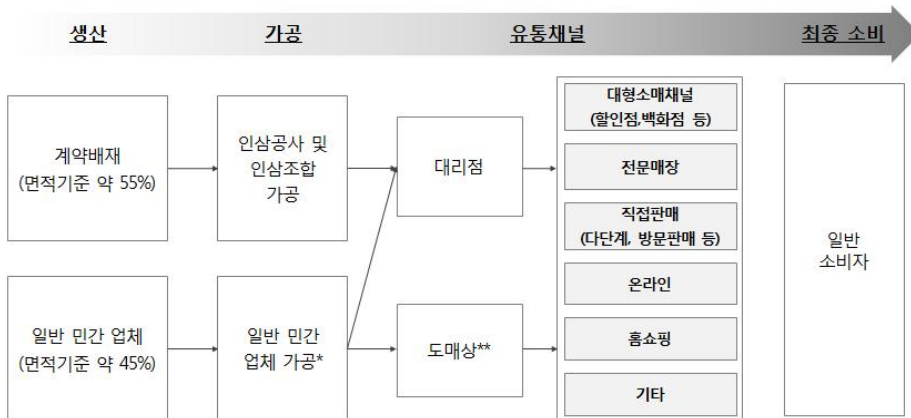 생산
가공
유통채널
최종 소비
계약배재
(면적기준 약 55%)
인삼공사 및
인삼조합
가공
대리점
일반 민간 업체
(면적기준 약 45%)
일반 민간
업체 가공*
도매상**
대형소매채널
(할인점,백화점 등)
전문매장
직접판매
(다단계, 방문판매 등)
온라인
홈쇼핑
기타
일반
소비자